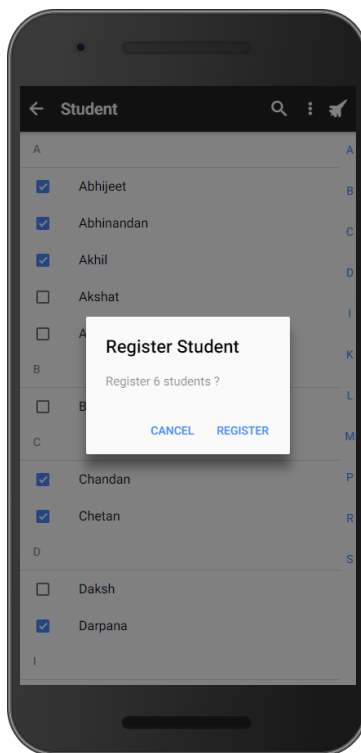 Student
A
Abhijeet
Abhinandan
Akhil
Akshat
A
B
B
C
Chandan
Chetan
D
Daksh
Darpana
I
Register Student
Register 6 students ?
CANCEL REGISTER
A
B
C
D
I
K
L
M
P
R
S